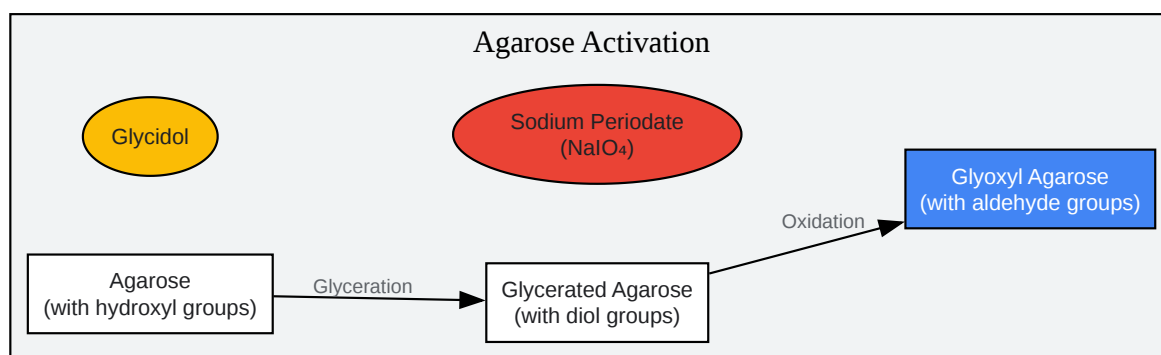 Agarose Activation
Glycidol
Sodium Periodate
(NaIO₄)
Glyoxyl Agarose
(with aldehyde groups)
Oxidation
Agarose
(with hydroxyl groups)
Glyceration
Glycerated Agarose
(with diol groups)